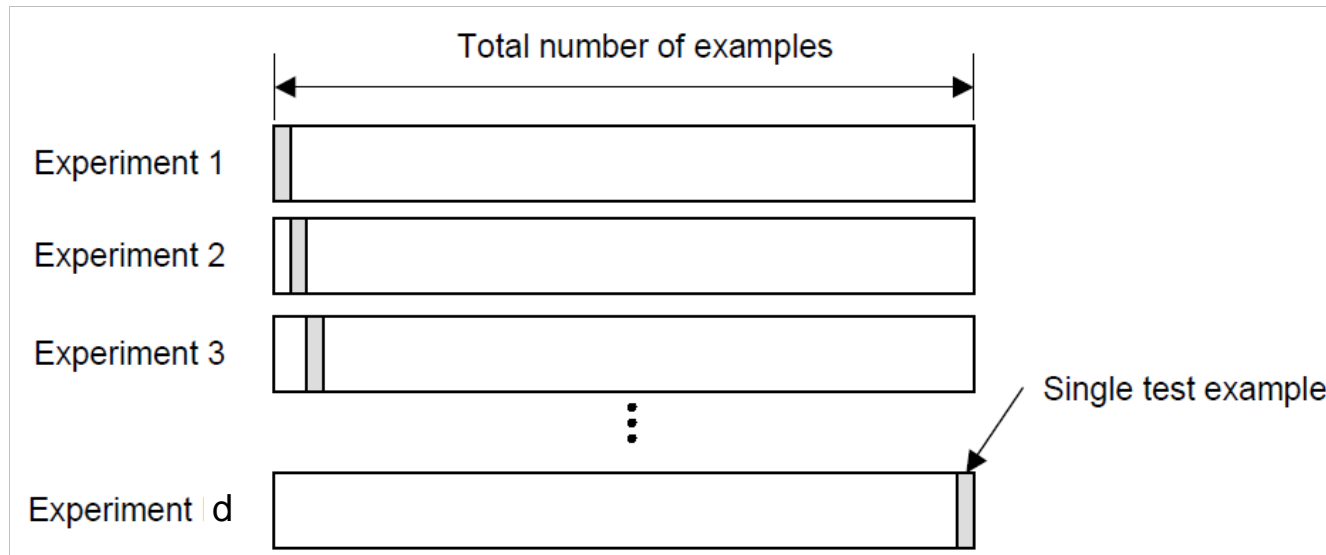 Total number of examples
Experiment 1
Experiment 2
Experiment 3
Single test example
Experiment d